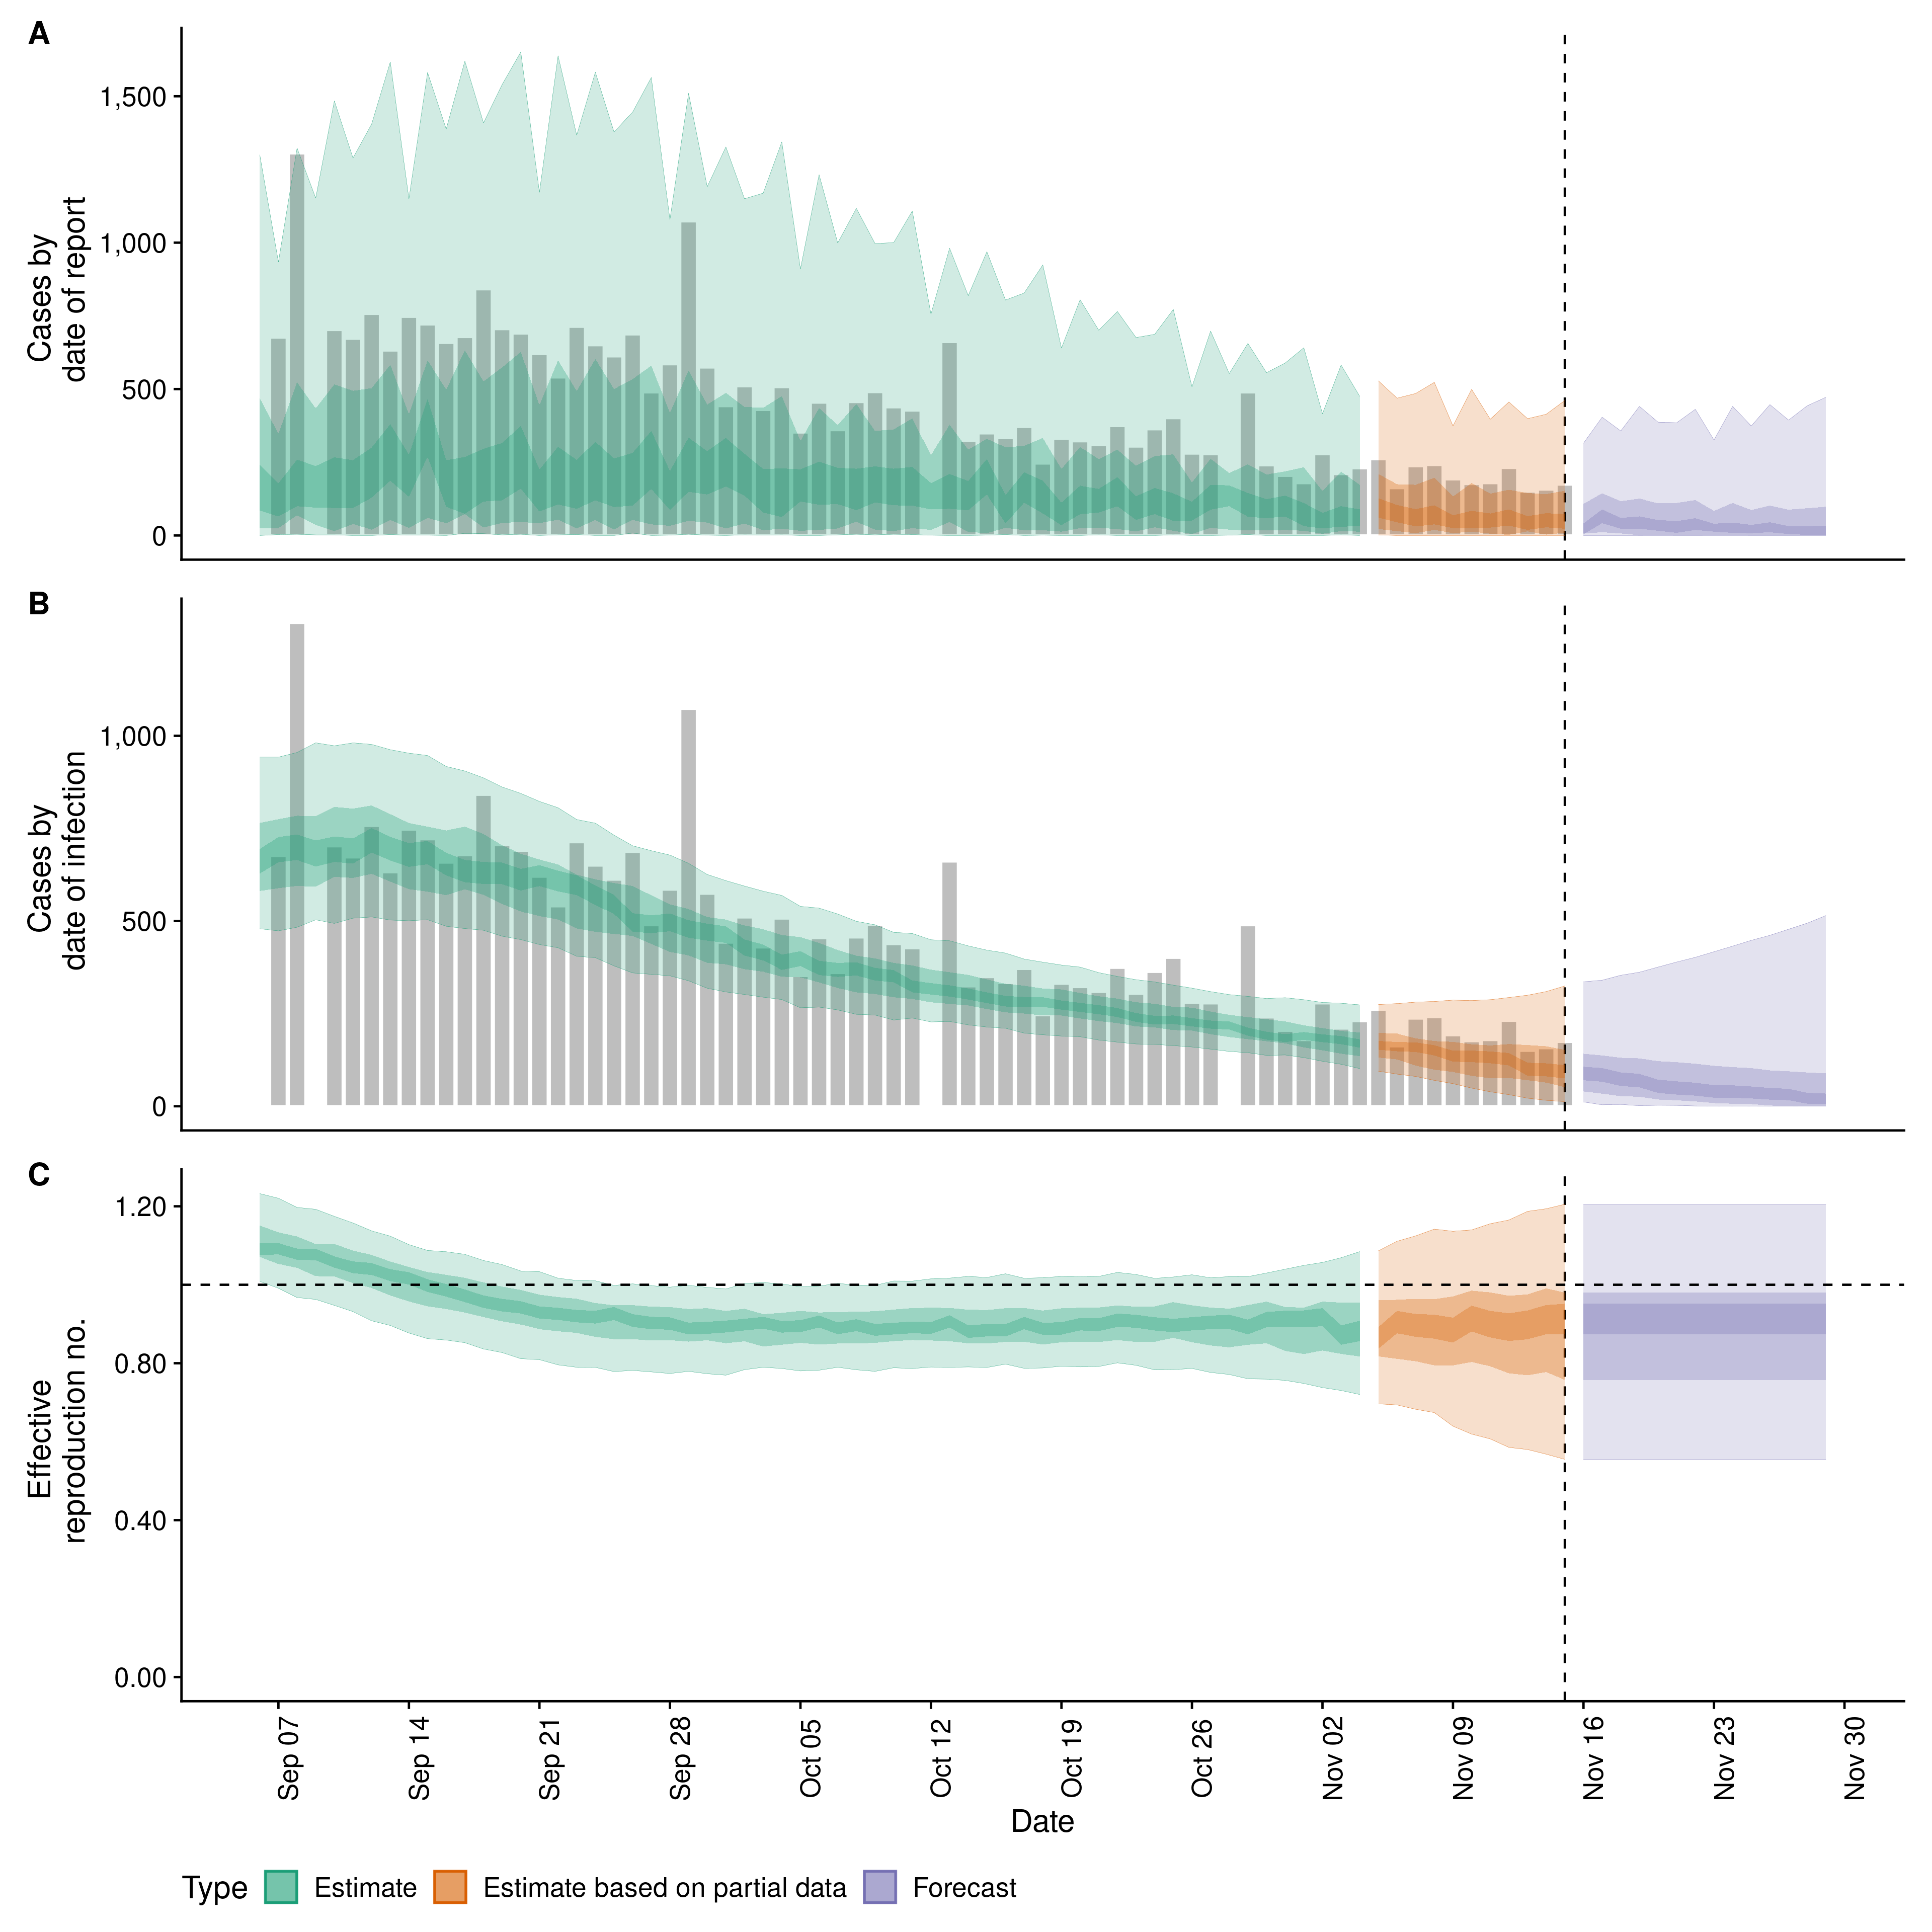 A
Cases by
date of report
1,500
1,000
500
0
B
Cases by
date of infection
1,000
500
0
C
Effective
reproduction no.
1.20
0.80
0.40
0.00
Sep 07
Sep 14
Sep 21
Sep 28
Oct 05
Oct 12
Oct 19
Oct 26
Nov 02
Nov 09
Nov 16
Nov 23
Nov 30
Date
Type Estimate Estimate based on partial data Forecast